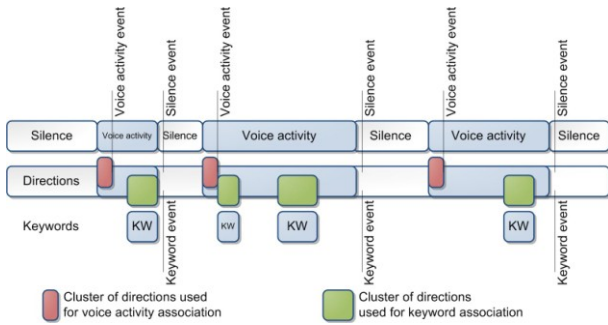 Voice activity event
Silence event
Voice activity event
Silence event
Voice activity event
Silence event
Silence
Voice activity
Silence
Voice activity
Silence
Voice activity
Silence
Directions
Keywords
KW
KW
KW
KW
Keyword event
Keyword event
Keyword event
Cluster of directions used
for voice activity association
Cluster of directions
used for keyword association